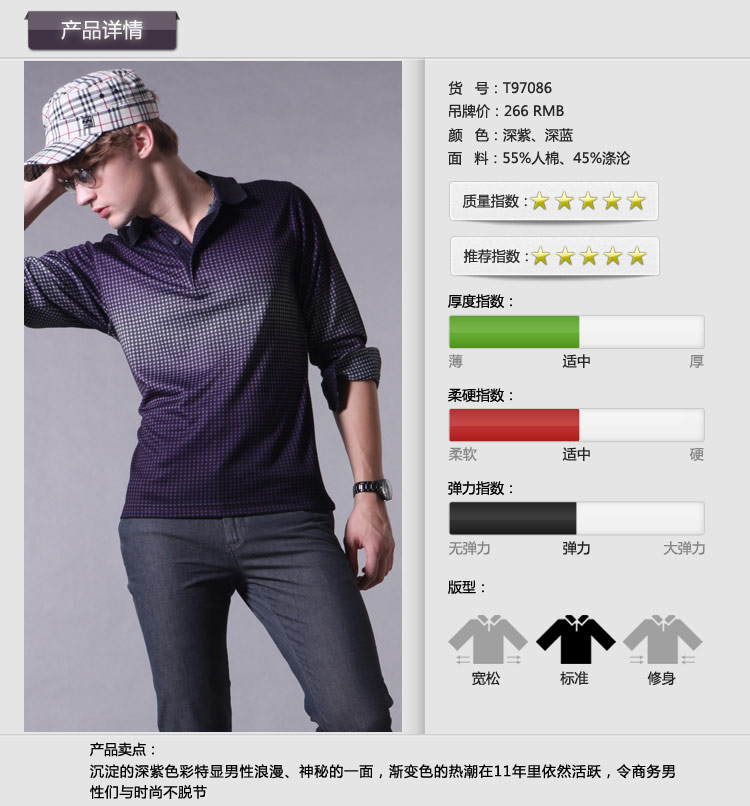 产品详情
货 号：T97086
吊牌价：266 RMB
颜 色：深紫、深蓝
面 料：55%人棉、45%涤沦
质量指数：
推荐指数：
厚度指数：
薄 适中 厚
柔硬指数：
柔软 适中 硬
弹力指数：
无弹力 弹力 大弹力
版型：
宽松 标准 修身
产品卖点：
沉淀的深紫色彩特显男性浪漫、神秘的一面，渐变色的热潮在11年里依然活跃，令商务男
性们与时尚不脱节